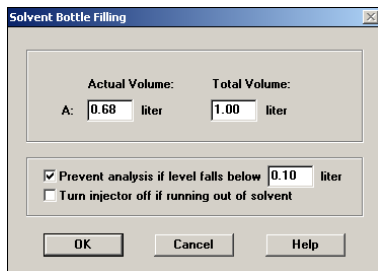 Solvent Bottle Filling
Actual Volume: Total Volume:
A: 0.68 liter 1.00 liter
Prevent analysis if level falls below 0.10 liter
Turn injector off if running out of solvent
OK Cancel Help